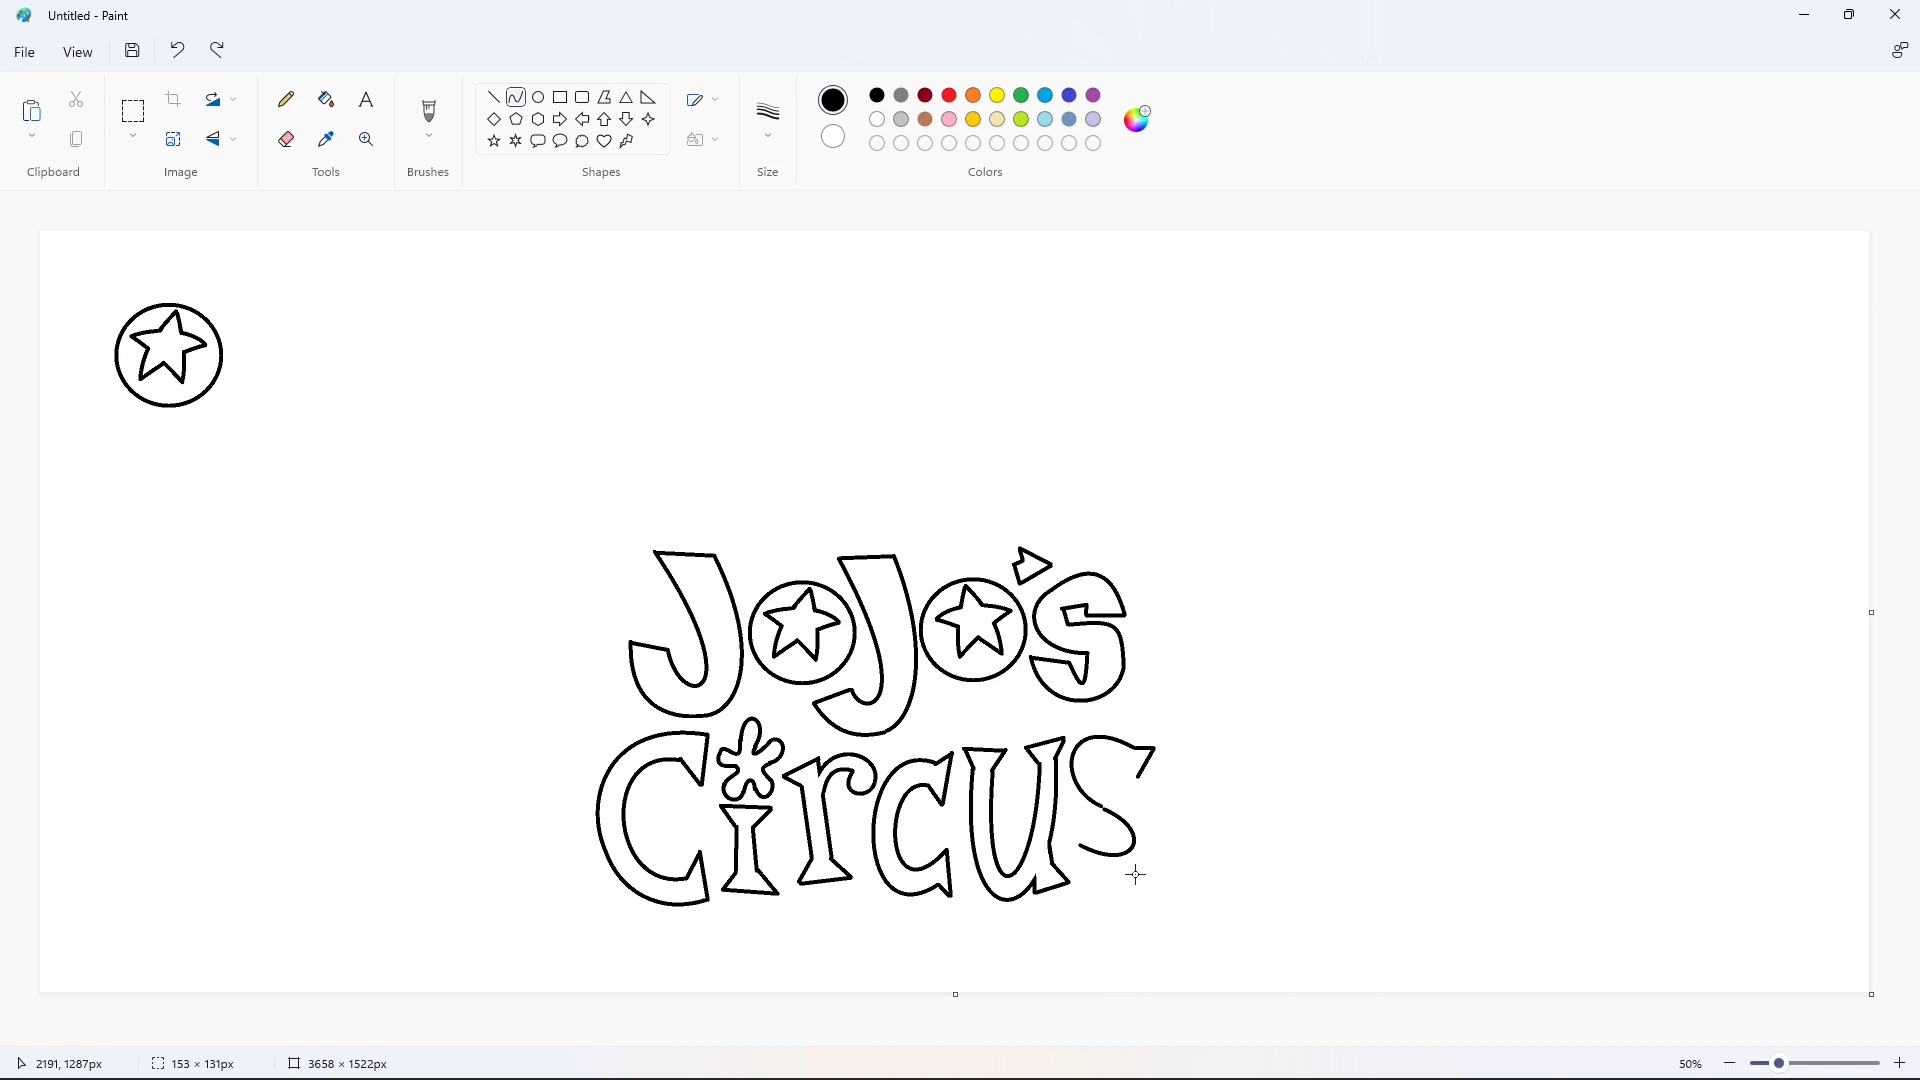 Untitled - Paint
File View
Clipboard Image Tools Brushes Shapes Size Colors
JoJo's
Circus
2191, 1287px 153 × 131px 3658 × 1522px 50%